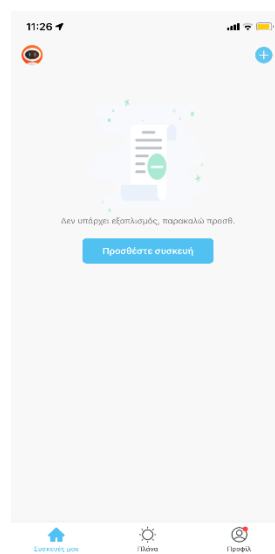 11:26
Δεν υπάρχει εξοπλισμός, παρακαλώ προσθ.
Προσθέστε συσκευή
Συσκευές μου
Πλάνα
Προφίλ